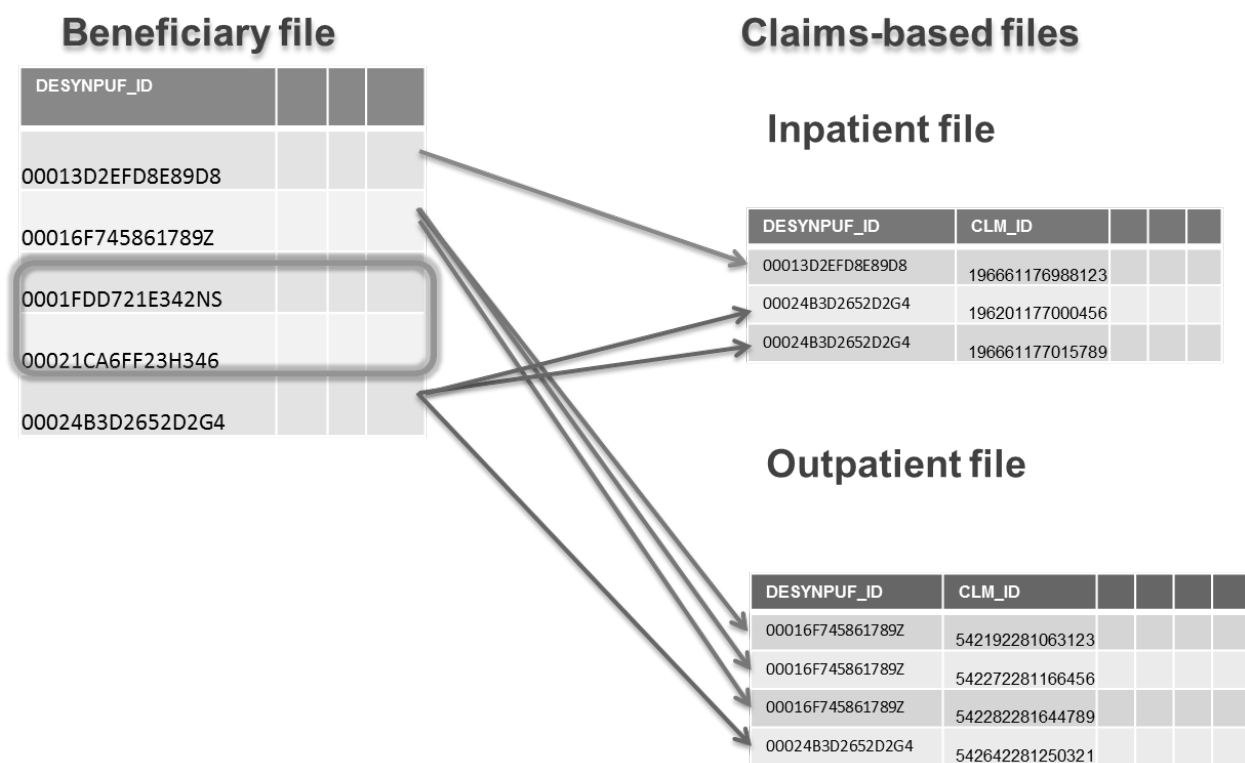 Beneficiary file
DESYNPUF_ID
00013D2EFD8E89D8
00016F745861789Z
0001FDD721E342NS
00021CA6FF23H346
00024B3D2652D2G4
Claims-based files
Inpatient file
DESYNPUF_ID CLM_ID
00013D2EFD8E89D8 196661176988123
00024B3D2652D2G4 196201177000456
00024B3D2652D2G4 196661177015789
Outpatient file
DESYNPUF_ID CLM_ID
00016F745861789Z 542192281063123
00016F745861789Z 542272281166456
00016F745861789Z 542282281644789
00024B3D2652D2G4 542642281250321